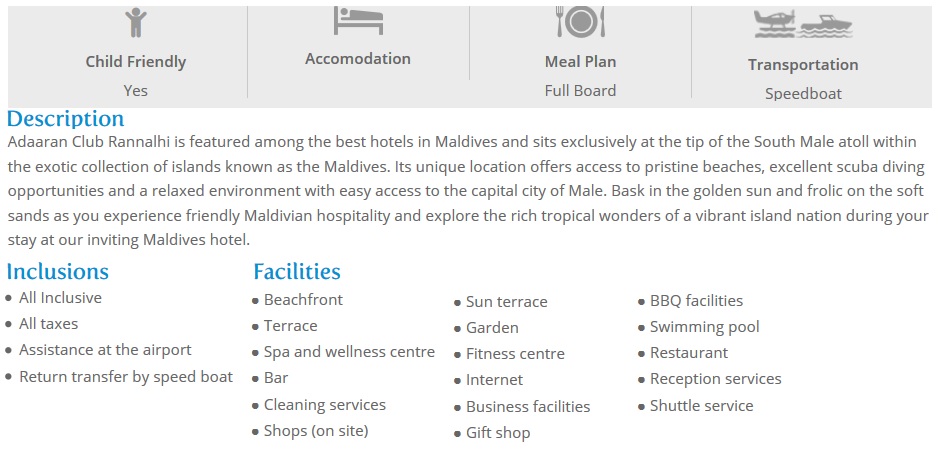 Child Friendly
Yes
Accomodation
Meal Plan
Full Board
Transportation
Speedboat
Description
Adaaran Club Rannalhi is featured among the best hotels in Maldives and sits exclusively at the tip of the South Male atoll within
the exotic collection of islands known as the Maldives. Its unique location offers access to pristine beaches, excellent scuba diving
opportunities and a relaxed environment with easy access to the capital city of Male. Bask in the golden sun and frolic on the soft
sands as you experience friendly Maldivian hospitality and explore the rich tropical wonders of a vibrant island nation during your
stay at our inviting Maldives hotel.
Inclusions
• All Inclusive
• All taxes
• Assistance at the airport
• Return transfer by speed boat
Facilities
• Beachfront
• Terrace
• Spa and wellness centre
• Bar
• Cleaning services
• Shops (on site)
• Sun terrace
• Garden
• Fitness centre
• Internet
• Business facilities
• Gift shop
• BBQ facilities
• Swimming pool
• Restaurant
• Reception services
• Shuttle service